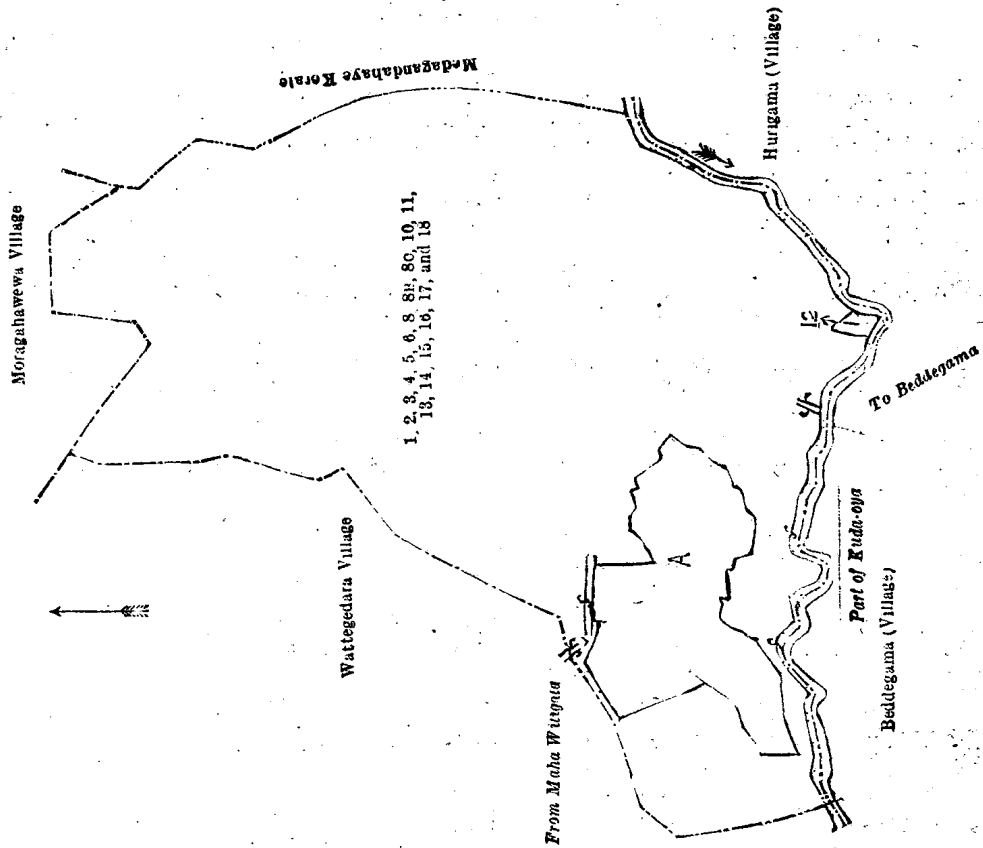 Moragahawewa Village
Medagandahaye Korale
Wattegedara Village
1, 2, 3, 4, 5, 6, 8, 8B, 8C, 10, 11,
13, 14, 15, 16, 17, and 18
Hurigama (Village)
12
A
From Maha
To Beddegama
Part of Kuda-oya
Beddegama (Village)